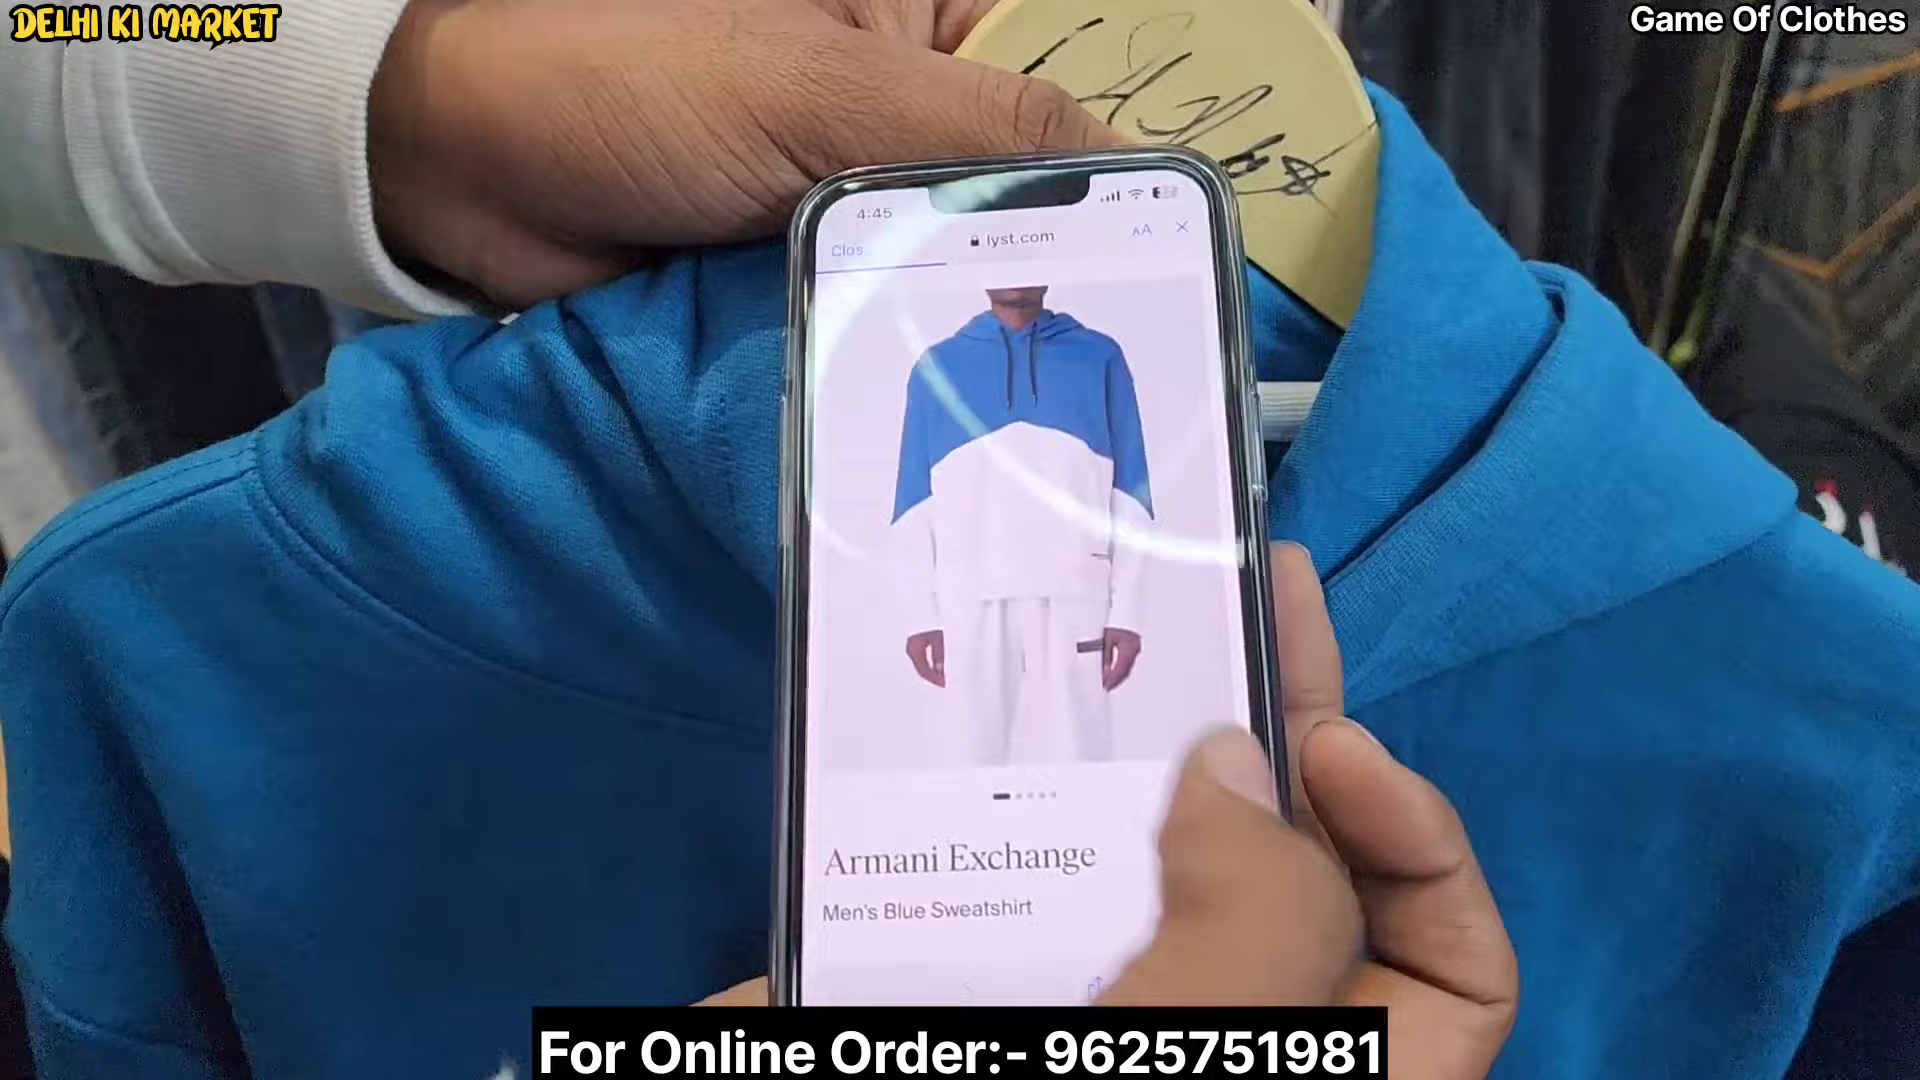 DELHI KI MARKET
Game Of Clothes
4:45
Clos
lyst.com
AA
Armani Exchange
Men's Blue Sweatshirt
For Online Order:- 9625751981